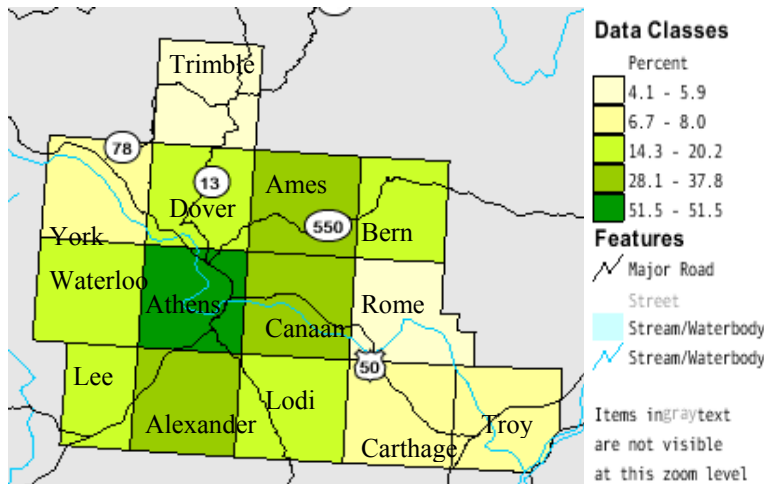 Trimble
78
13
Ames
Dover
550
York
Bern
Waterloo
Athens
Rome
Canaan
50
Lee
Lodi
Alexander
Troy
Carthage
Data Classes
Percent
4.1 - 5.9
6.7 - 8.0
14.3 - 20.2
28.1 - 37.8
51.5 - 51.5
Features
Major Road
Street
Stream/Waterbody
Stream/Waterbody
Items in gray text
are not visible
at this zoom level